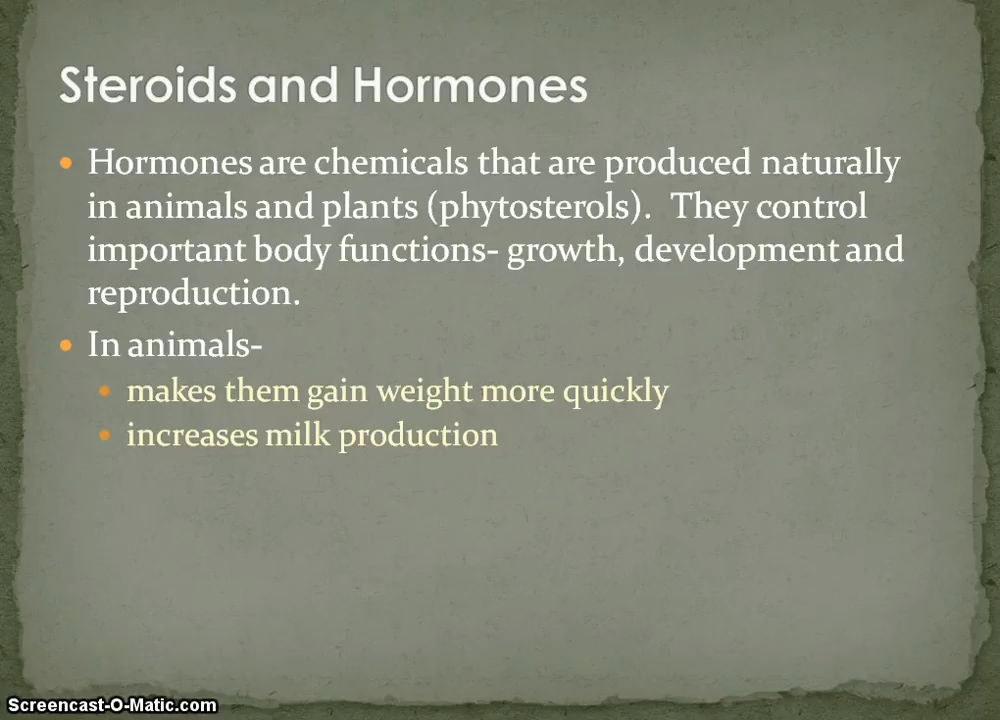 Steroids and Hormones
• Hormones are chemicals that are produced naturally
in animals and plants (phytosterols).  They control
important body functions- growth, development and
reproduction.
• In animals-
• makes them gain weight more quickly
• increases milk production
Screencast-O-Matic.com